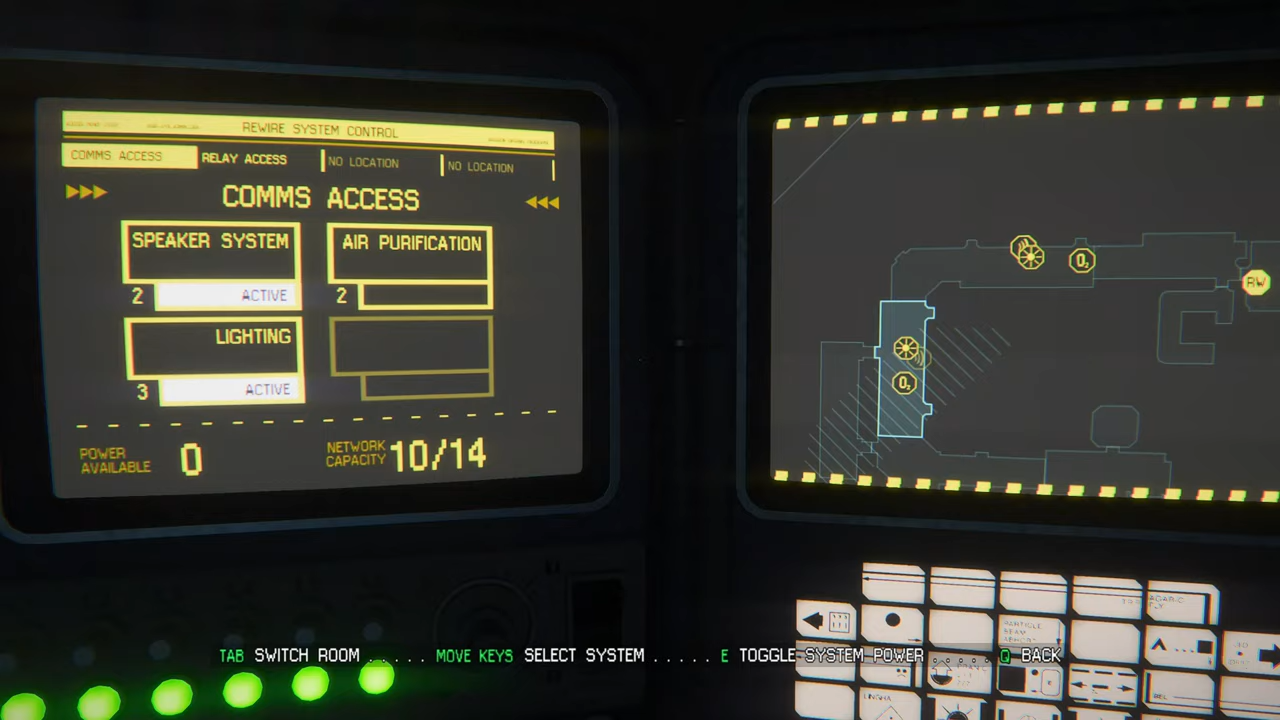 REWIRE SYSTEM CONTROL
COMMS ACCESS RELAY ACCESS NO LOCATION NO LOCATION
COMMS ACCESS
SPEAKER SYSTEM AIR PURIFICATION
2 ACTIVE 2
LIGHTING
3 ACTIVE
POWER AVAILABLE 0 NETWORK CAPACITY 10/14
O₂
RW
O₂
PARTICLE
BEAM
TAB SWITCH ROOM ..... MOVE KEYS SELECT SYSTEM ..... E TOGGLE SYSTEM POWER ..... Q BACK